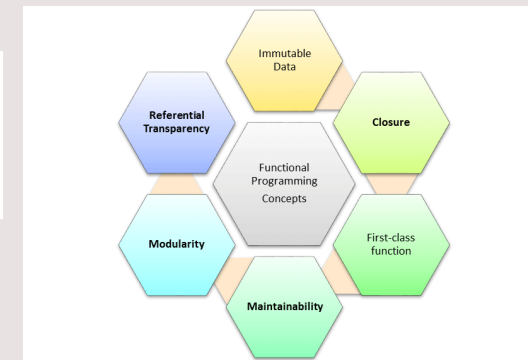 Immutable
Data
Referential
Transparency
Closure
Functional
Programming
Concepts
Modularity
First-class
function
Maintainability